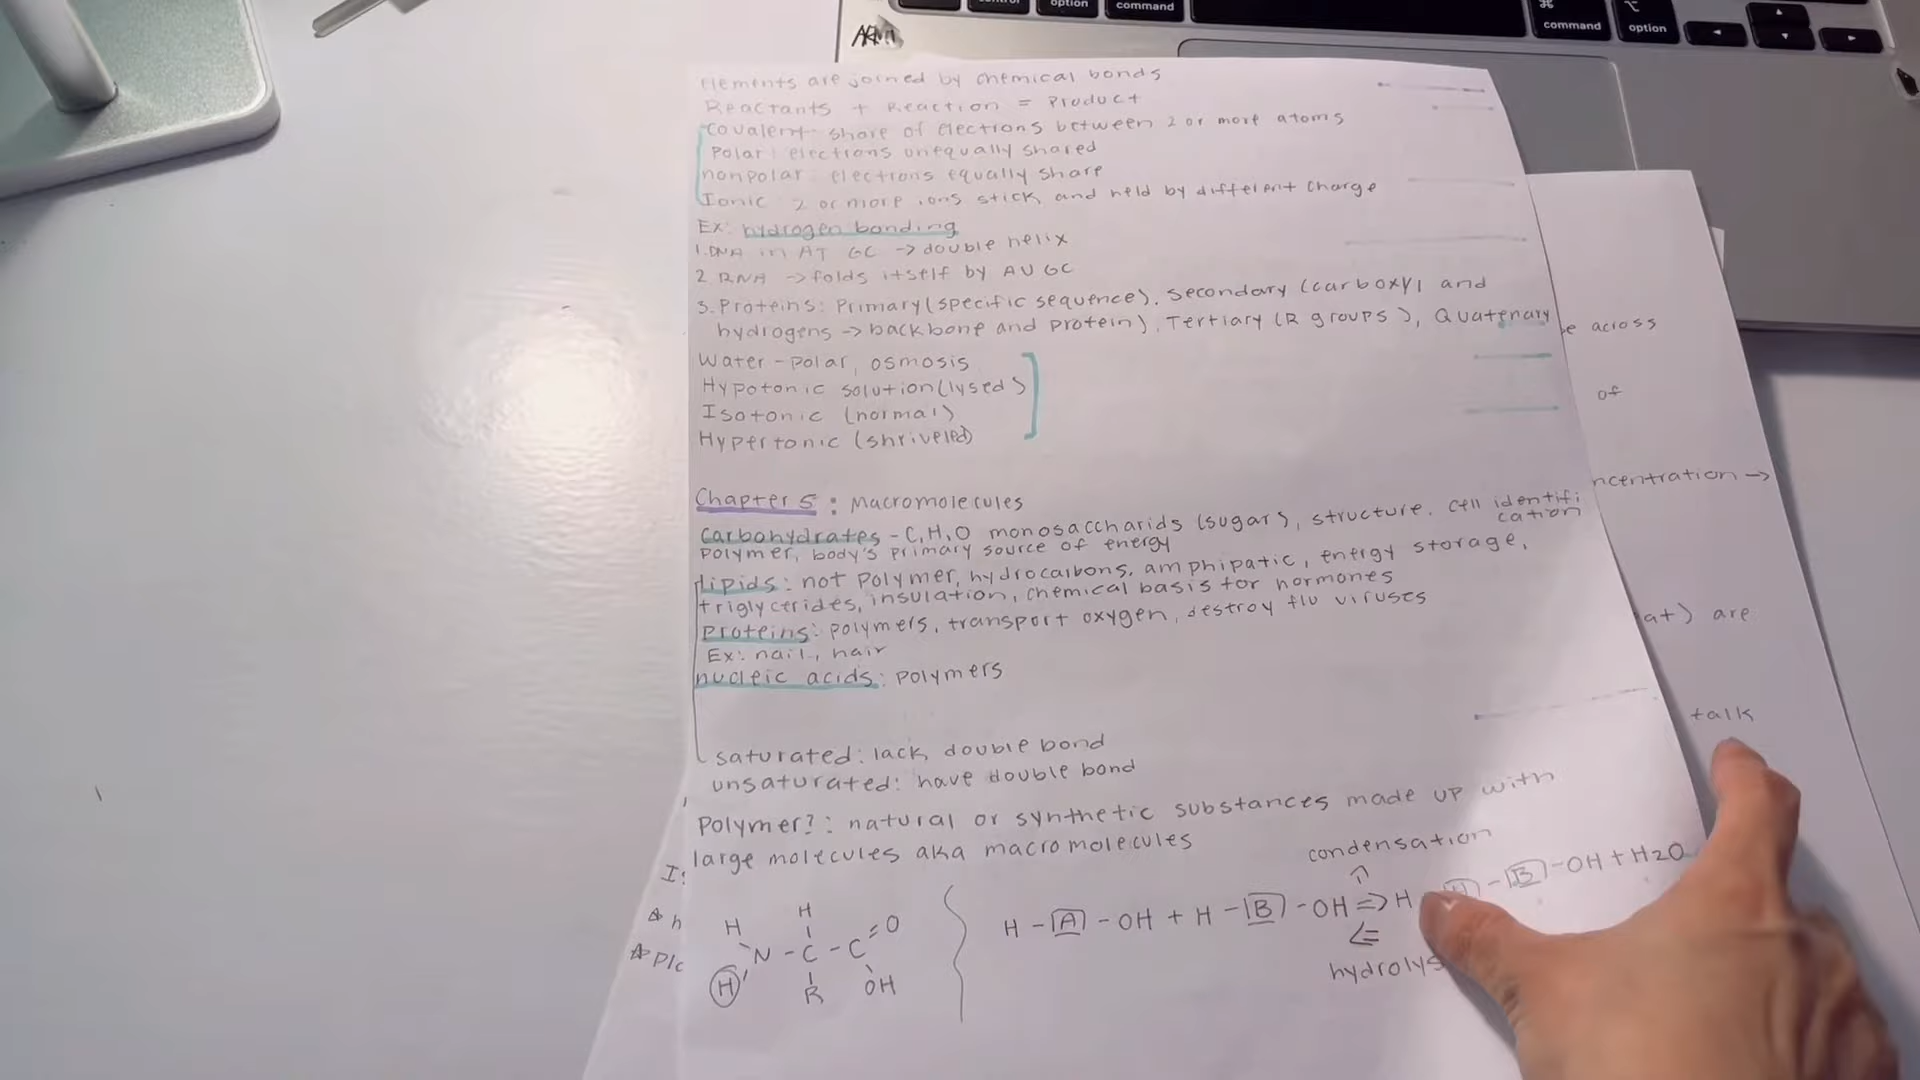 control
option
command
⌘
command
⌥
option
ARMY
Elements are joined by chemical bonds
Reactants + Reaction = Product
Covalent- share of electrons between 2 or more atoms
Polar: electrons unequally shared
nonpolar: electrons equally share
Ionic 2 or more ions stick and held by different charge
Ex: hydrogen bonding
1. DNA in AT GC -> double helix
2 RNA -> folds itself by AU GC
3. Proteins: Primary (specific sequence), Secondary (carboxyl and
hydrogens -> backbone and protein), Tertiary (R groups), Quatenary
e across
Water - polar, osmosis
Hypotonic solution (lysed)
of
Isotonic (normal)
Hypertonic (shriveled)
ncentration ->
Chapter 5: Macromolecules
Carbohydrates - C, H, O monosaccharids (sugar), structure. cell identifi
cation
Polymer, body's primary source of energy
lipids: not polymer, hydrocarbons, amphipatic, energy storage,
triglycerides, insulation, chemical basis for hormones
at) are
Proteins: polymers, transport oxygen, destroy flu viruses
Ex: nail, hair
nucleic acids: polymers
talk
saturated: lack double bond
unsaturated: have double bond
Polymer?: natural or synthetic substances made up with
large molecules aka macromolecules
condensation
H - A - OH + H - B - OH => H - B - OH + H2O
<=
hydrolys
H H
N - C - C = O
H R OH